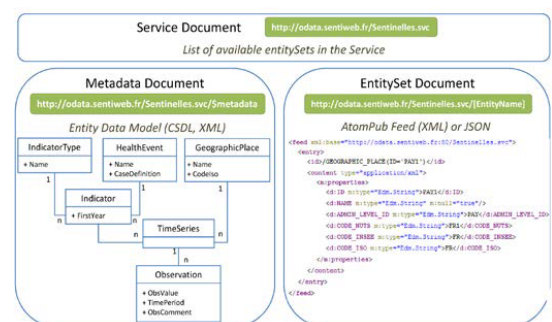 Service Document
http://odata.sentiweb.fr/Sentinelles.svc
List of available entitySets in the Service
Metadata Document
http://odata.sentiweb.fr/Sentinelles.svc/$metadata
Entity Data Model (CSDL, XML)
IndicatorType
+ Name
HealthEvent
+ Name
+ CaseDefinition
GeographicPlace
+ Name
+ CodeIso
1
1
1
Indicator
+ FirstYear
n
n
n
n
TimeSeries
1
n
Observation
+ ObsValue
+ TimePeriod
+ ObsComment
EntitySet Document
http://odata.sentiweb.fr/Sentinelles.svc/[EntityName]
AtomPub Feed (XML) or JSON
<feed xml:base="http://odata.sentiweb.fr:80/Sentinelles.svc">
<entry>
<id>/GEOGRAPHIC_PLACE(ID='PAY1')</id>
<content type="application/xml">
<m:properties>
<d:ID m:type="Edm.String">PAY1</d:ID>
<d:NAME m:type="Edm.String" m:null="true"/>
<d:ADMIN_LEVEL_ID m:type="Edm.String">PAY</d:ADMIN_LEVEL_ID>
<d:CODE_NUTS m:type="Edm.String">FR1</d:CODE_NUTS>
<d:CODE_INSEE m:type="Edm.String">FR</d:CODE_INSEE>
<d:CODE_ISO m:type="Edm.String">FR</d:CODE_ISO>
</m:properties>
</content>
</entry>
</feed>